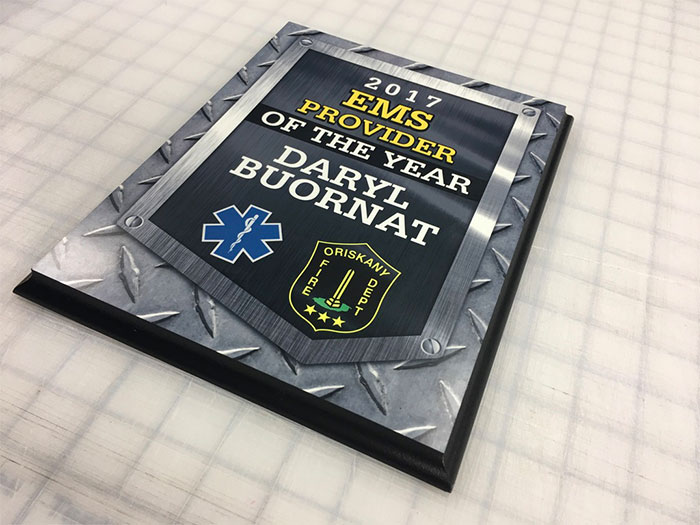 2017
EMS
PROVIDER
OF THE YEAR
DARYL
BUORNAT
ORISKANY
FIRE
DEPT